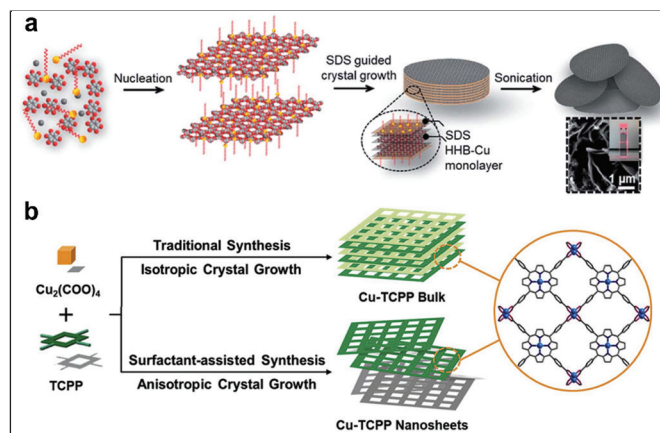 a
Nucleation
SDS guided
crystal growth
Sonication
SDS
HHB-Cu
monolayer
1 μm
b
Cu2(COO)4
+
TCPP
Traditional Synthesis
Isotropic Crystal Growth
Surfactant-assisted Synthesis
Anisotropic Crystal Growth
Cu-TCPP Bulk
Cu-TCPP Nanosheets